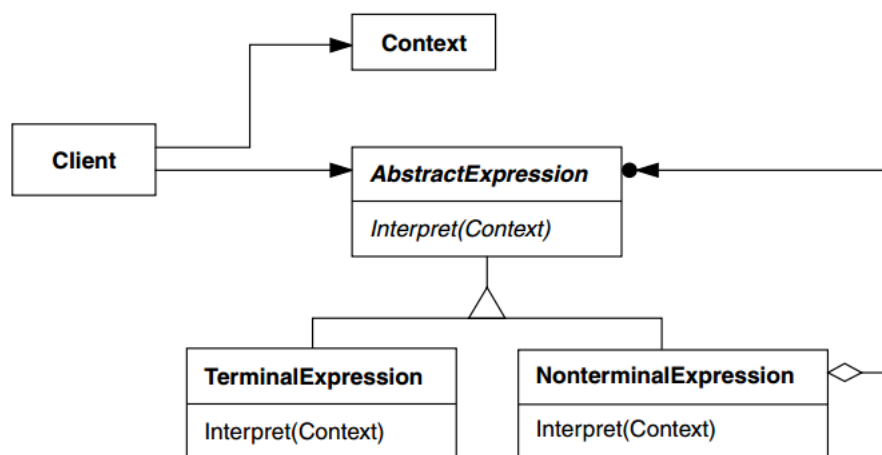 Context
Client
AbstractExpression
Interpret(Context)
TerminalExpression
Interpret(Context)
NonterminalExpression
Interpret(Context)